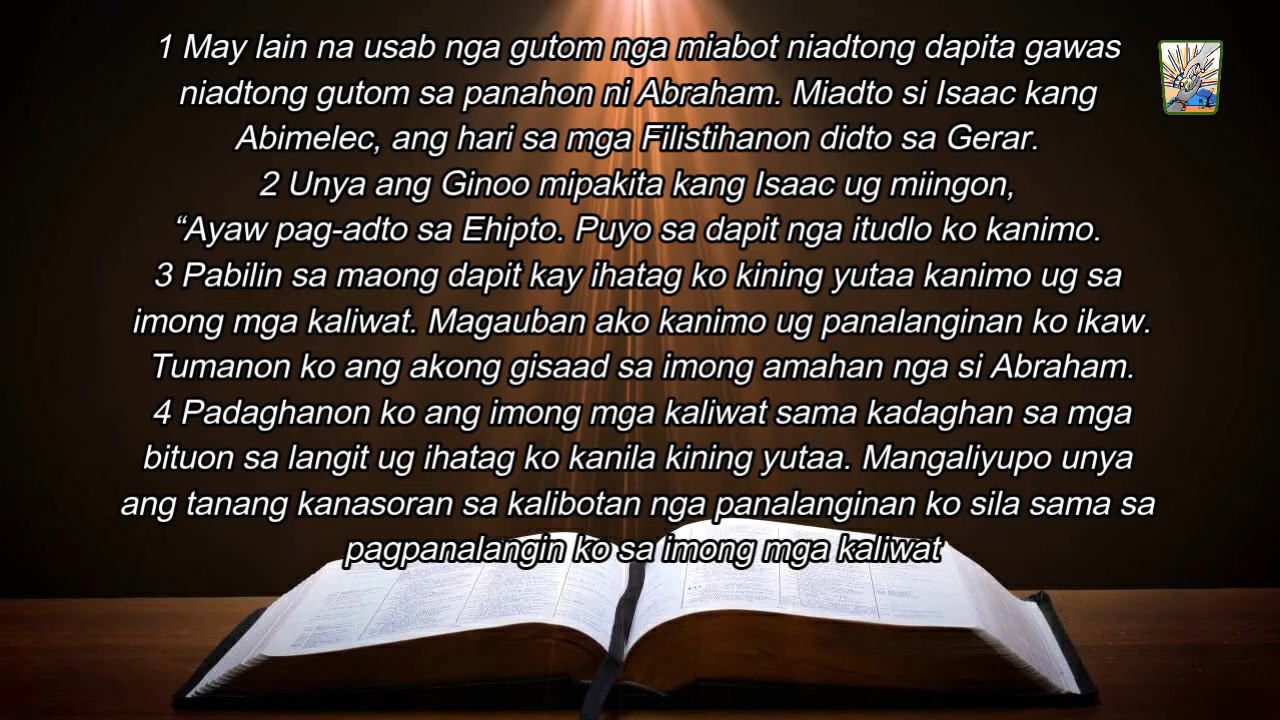 1 May lain na usab nga gutom nga miabot niadtong dapita gawas
niadtong gutom sa panahon ni Abraham. Miadto si Isaac kang
Abimelec, ang hari sa mga Filistihanon didto sa Gerar.
2 Unya ang Ginoo mipakita kang Isaac ug miingon,
“Ayaw pag-adto sa Ehipto. Puyo sa dapit nga itudlo ko kanimo.
3 Pabilin sa maong dapit kay ihatag ko kining yutaa kanimo ug sa
imong mga kaliwat. Magauban ako kanimo ug panalanginan ko ikaw.
Tumanon ko ang akong gisaad sa imong amahan nga si Abraham.
4 Padaghanon ko ang imong mga kaliwat sama kadaghan sa mga
bituon sa langit ug ihatag ko kanila kining yutaa. Mangaliyupo unya
ang tanang kanasoran sa kalibotan nga panalanginan ko sila sama sa
pagpanalangin ko sa imong mga kaliwat